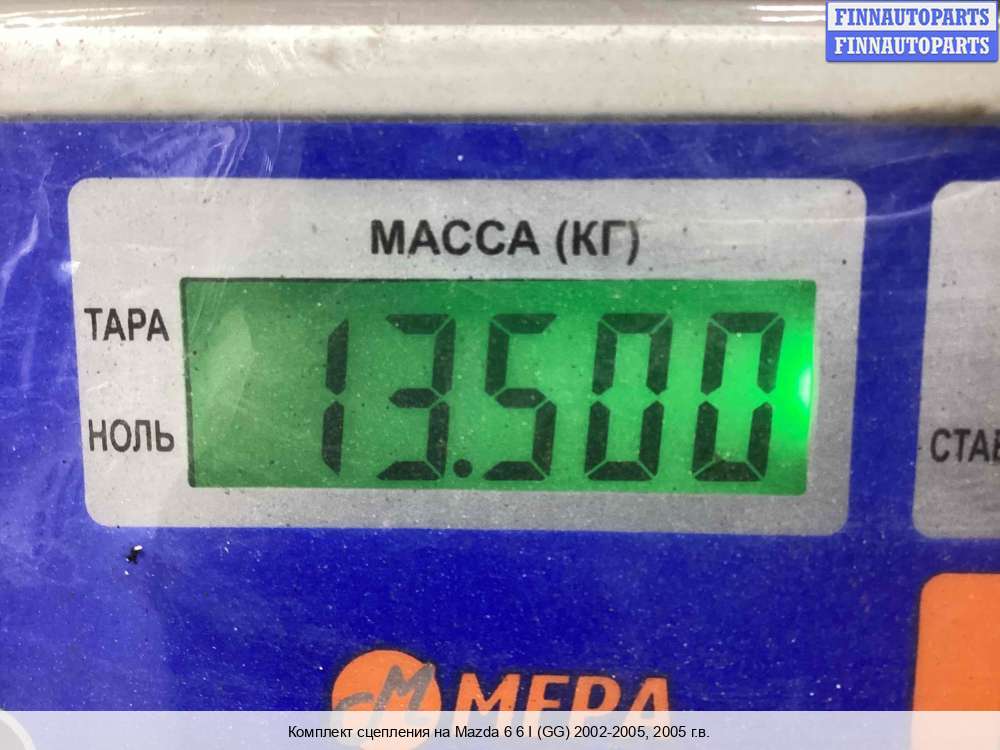 FINNAUTOPARTS
FINNAUTOPARTS
МАССА (КГ)
ТАРА
13.500
НОЛЬ
МЕРА
Комплект сцепления на Mazda 6 6 I (GG) 2002-2005, 2005 г.в.